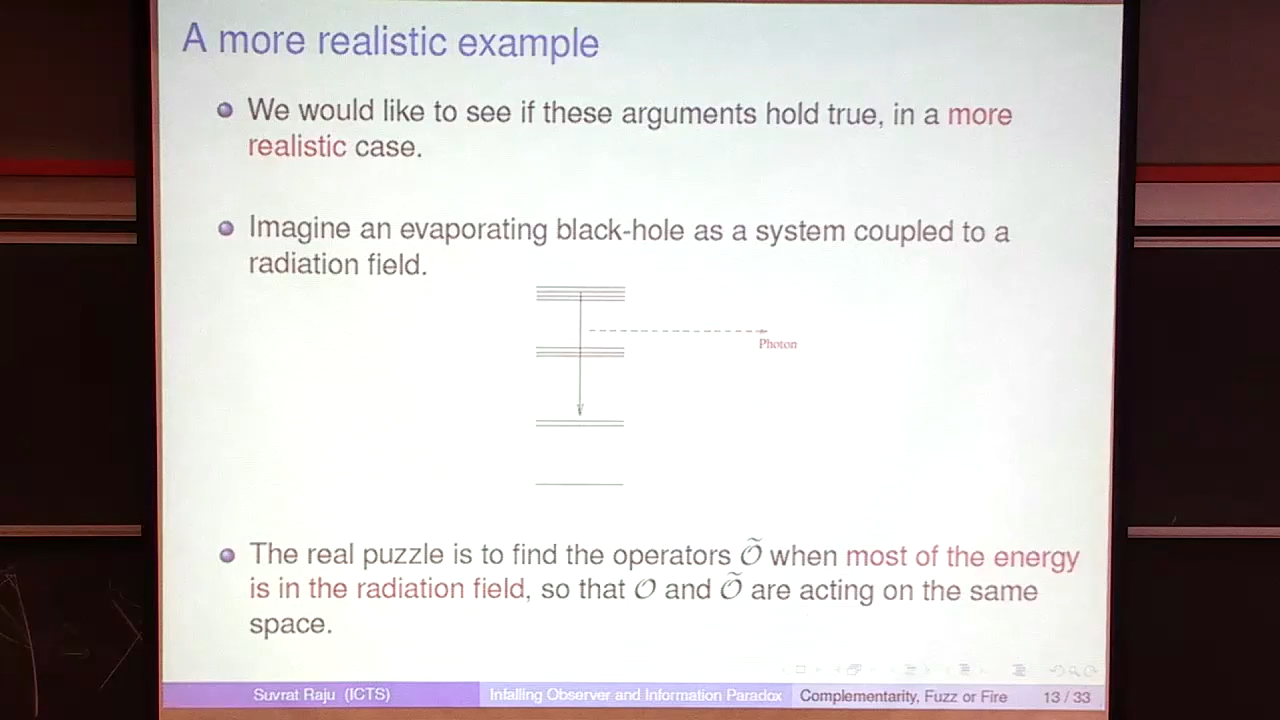 A more realistic example
We would like to see if these arguments hold true, in a more
realistic case.
Imagine an evaporating black-hole as a system coupled to a
radiation field.
Photon
The real puzzle is to find the operators Õ when most of the energy
is in the radiation field, so that O and Õ are acting on the same
space.
Suvrat Raju (ICTS) Infalling Observer and Information Paradox Complementarity, Fuzz or Fire 13 / 33